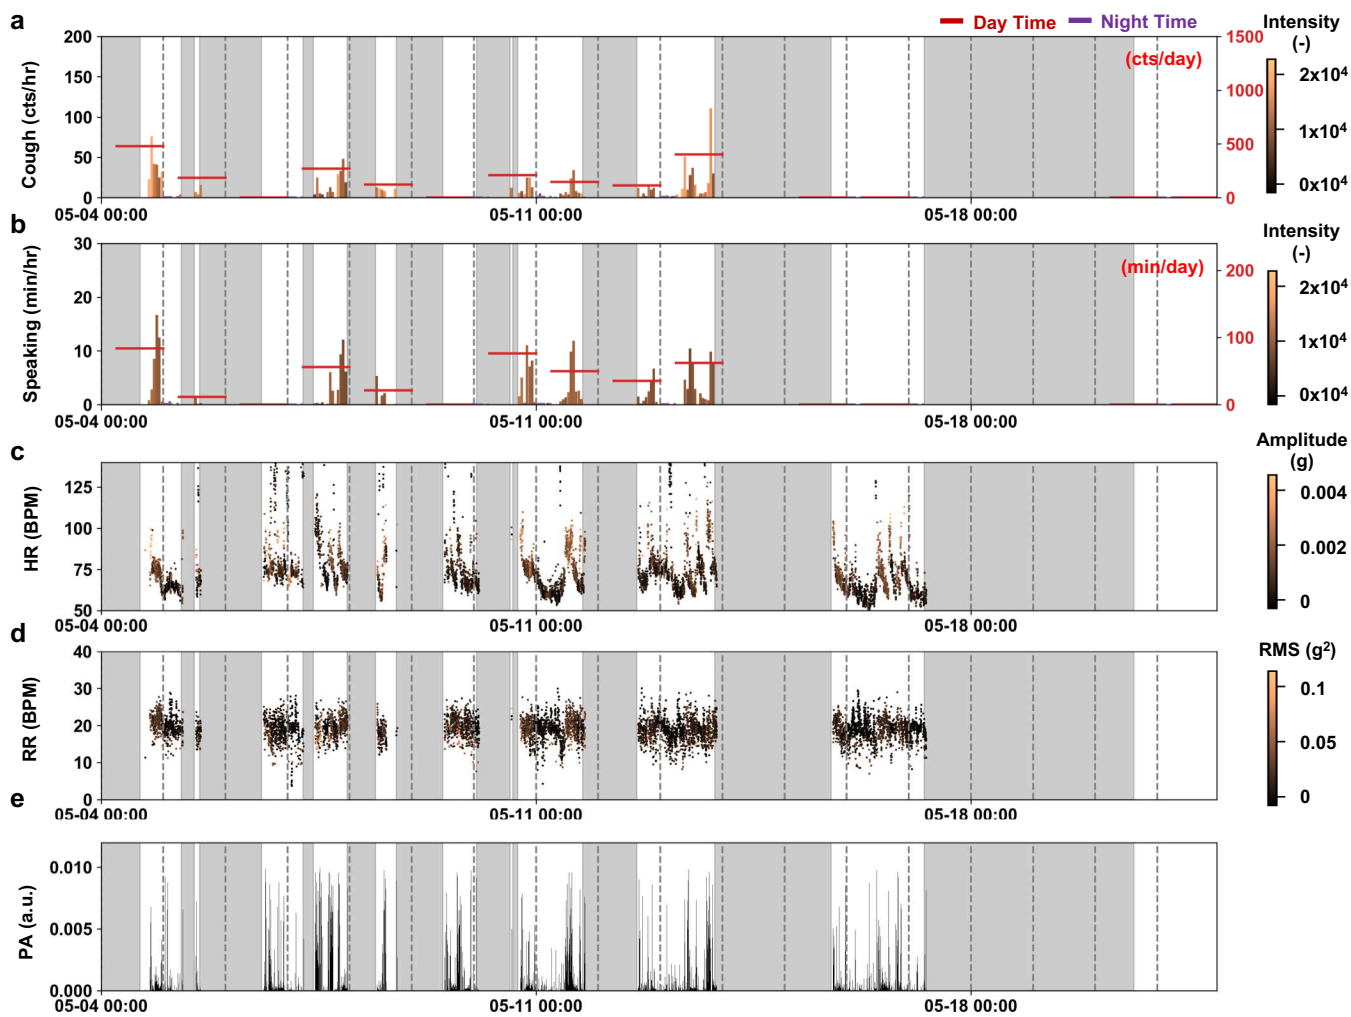 a
Day Time
Night Time
Intensity
(-)
Cough (cts/hr)
200
150
100
50
0
(cts/day)
1500
1000
500
0
2x10⁴
1x10⁴
0x10⁴
05-04 00:00
05-11 00:00
05-18 00:00
b
Speaking (min/hr)
30
20
10
0
(min/day)
200
100
0
Intensity
(-)
2x10⁴
1x10⁴
0x10⁴
05-04 00:00
05-11 00:00
05-18 00:00
c
HR (BPM)
125
100
75
50
Amplitude
(g)
0.004
0.002
0
05-04 00:00
05-11 00:00
05-18 00:00
d
RR (BPM)
40
30
20
10
0
RMS (g²)
0.1
0.05
0
05-04 00:00
05-11 00:00
05-18 00:00
e
PA (a.u.)
0.010
0.005
0.000
05-04 00:00
05-11 00:00
05-18 00:00